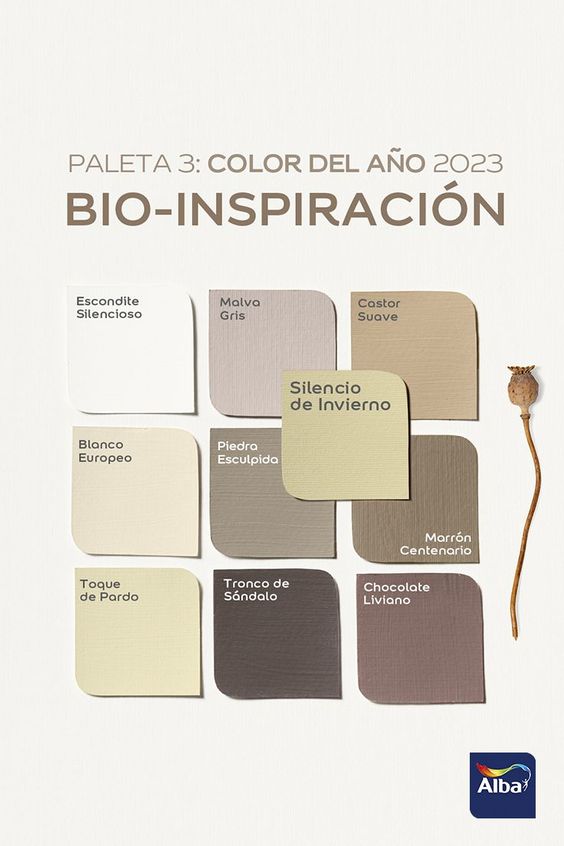 PALETA 3: COLOR DEL AÑO 2023
BIO-INSPIRACIÓN
Escondite
Silencioso
Malva
Gris
Castor
Suave
Silencio
de Invierno
Blanco
Europeo
Piedra
Esculpida
Marrón
Centenario
Toque
de Pardo
Tronco de
Sándalo
Chocolate
Liviano
Alba